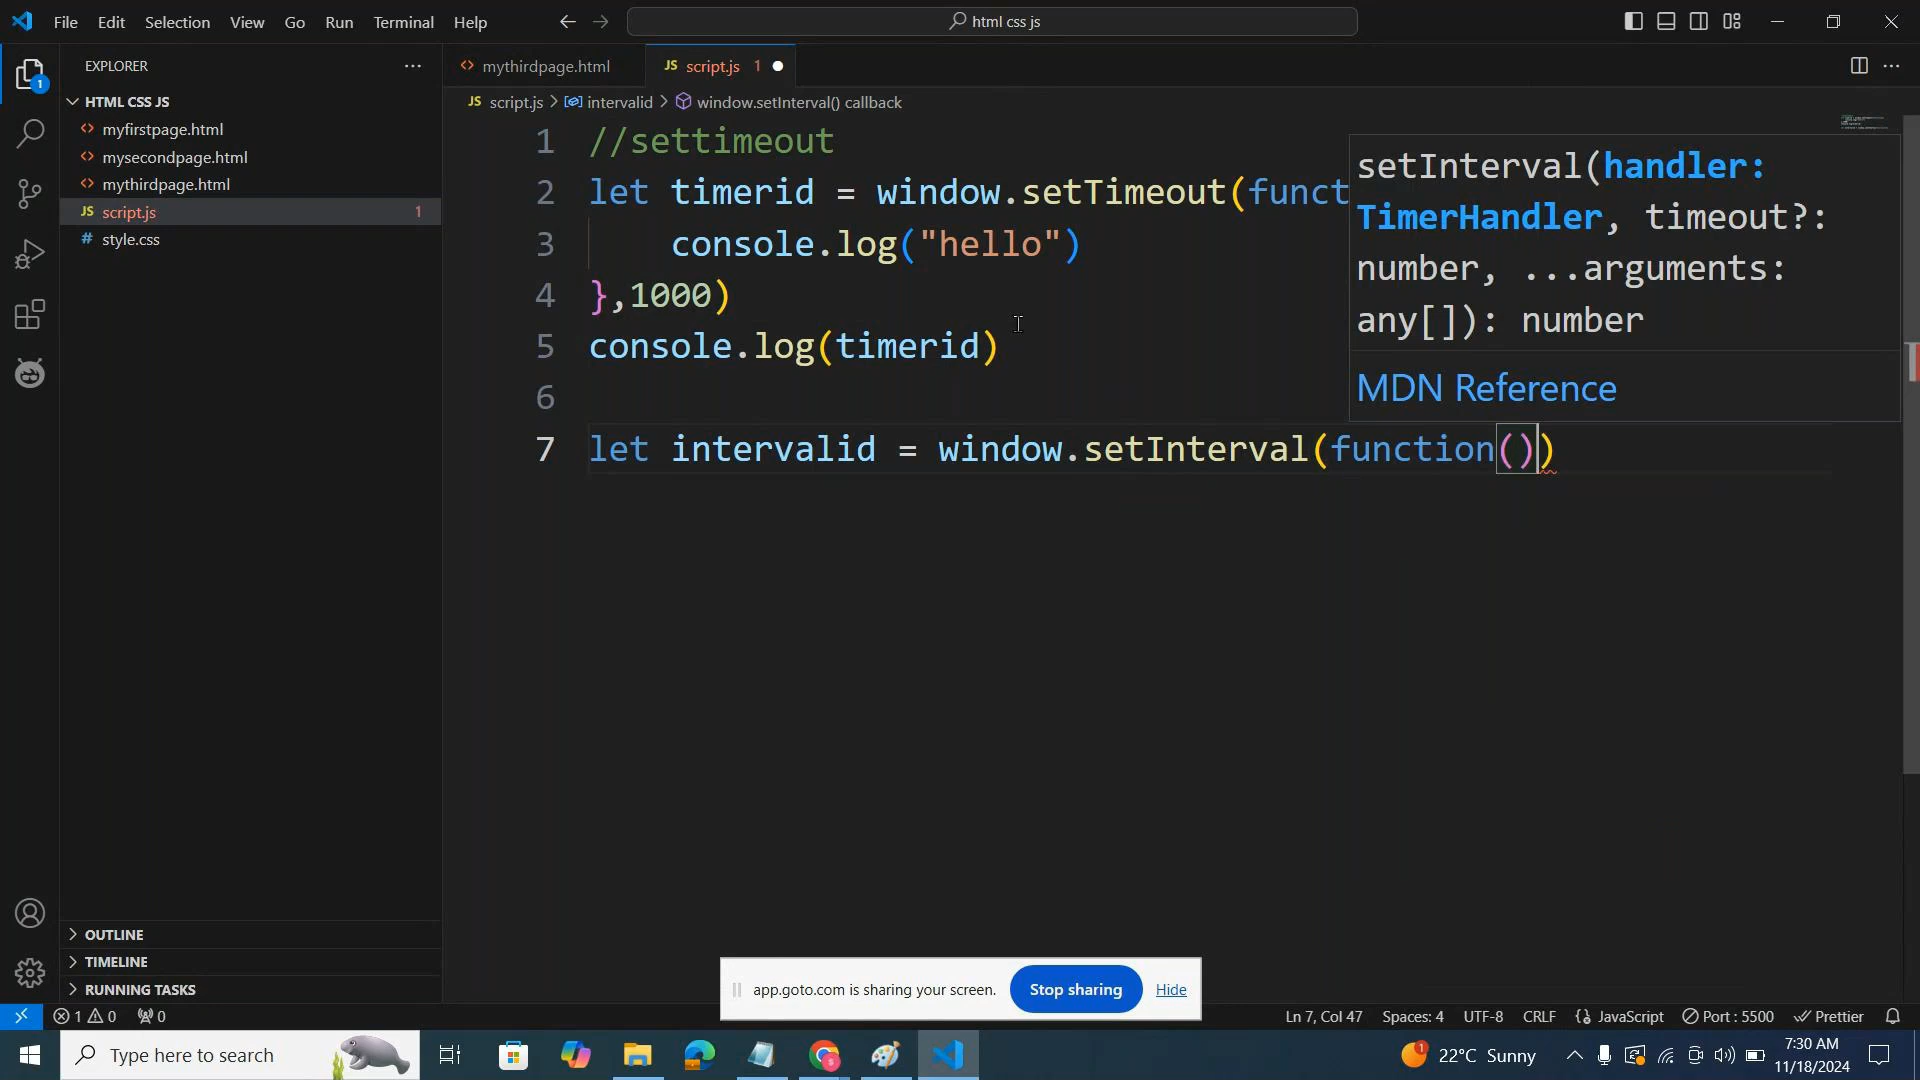 File Edit Selection View Go Run Terminal Help
html css js
EXPLORER
HTML CSS JS
myfirstpage.html
mysecondpage.html
mythirdpage.html
JS script.js 1
# style.css
OUTLINE
TIMELINE
RUNNING TASKS
1
mythirdpage.html
JS script.js 1
JS script.js > intervalid > window.setInterval() callback
1 //settimeout
2 let timerid = window.setTimeout(funct
3 console.log("hello")
4 },1000)
5 console.log(timerid)
6
7 let intervalid = window.setInterval(function())
setInterval(handler:
TimerHandler, timeout?:
number, ...arguments:
any[]): number
MDN Reference
app.goto.com is sharing your screen. Stop sharing Hide
1 0 0
Ln 7, Col 47 Spaces: 4 UTF-8 CRLF {} JavaScript Port : 5500 Prettier
Type here to search
1 22°C Sunny
7:30 AM
11/18/2024